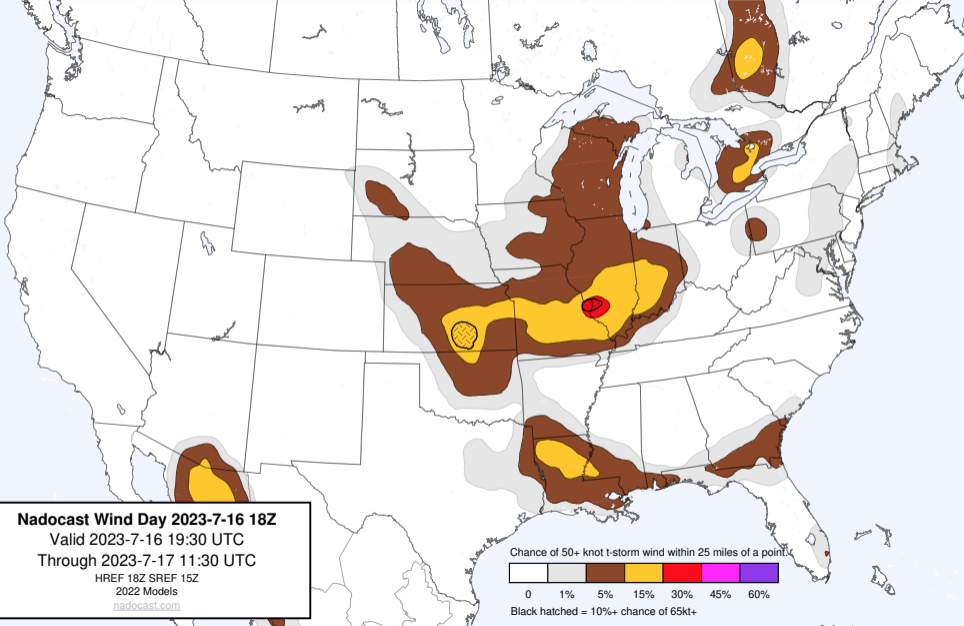 Nadocast Wind Day 2023-7-16 18Z
Valid 2023-7-16 19:30 UTC
Through 2023-7-17 11:30 UTC
HREF 18Z SREF 15Z
2022 Models
nadocast.com
Chance of 50+ knot t-storm wind within 25 miles of a point.
0 1% 5% 15% 30% 45% 60%
Black hatched = 10%+ chance of 65kt+